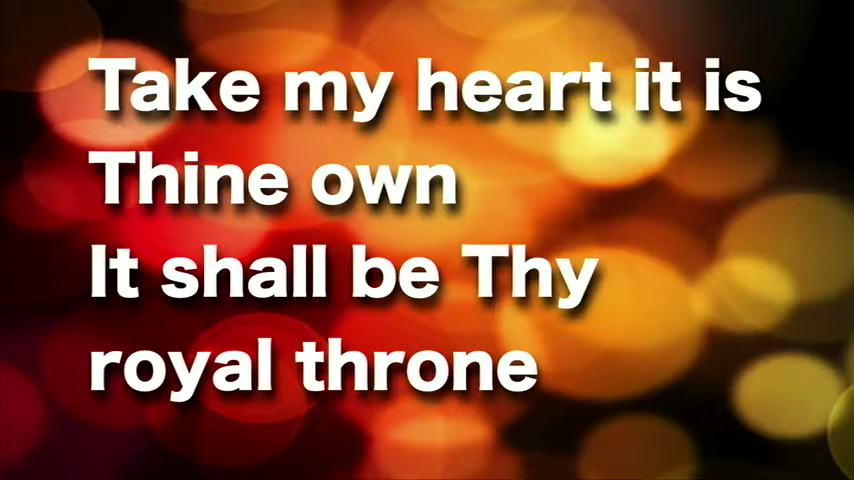 Take my heart it is
Thine own
It shall be Thy
royal throne